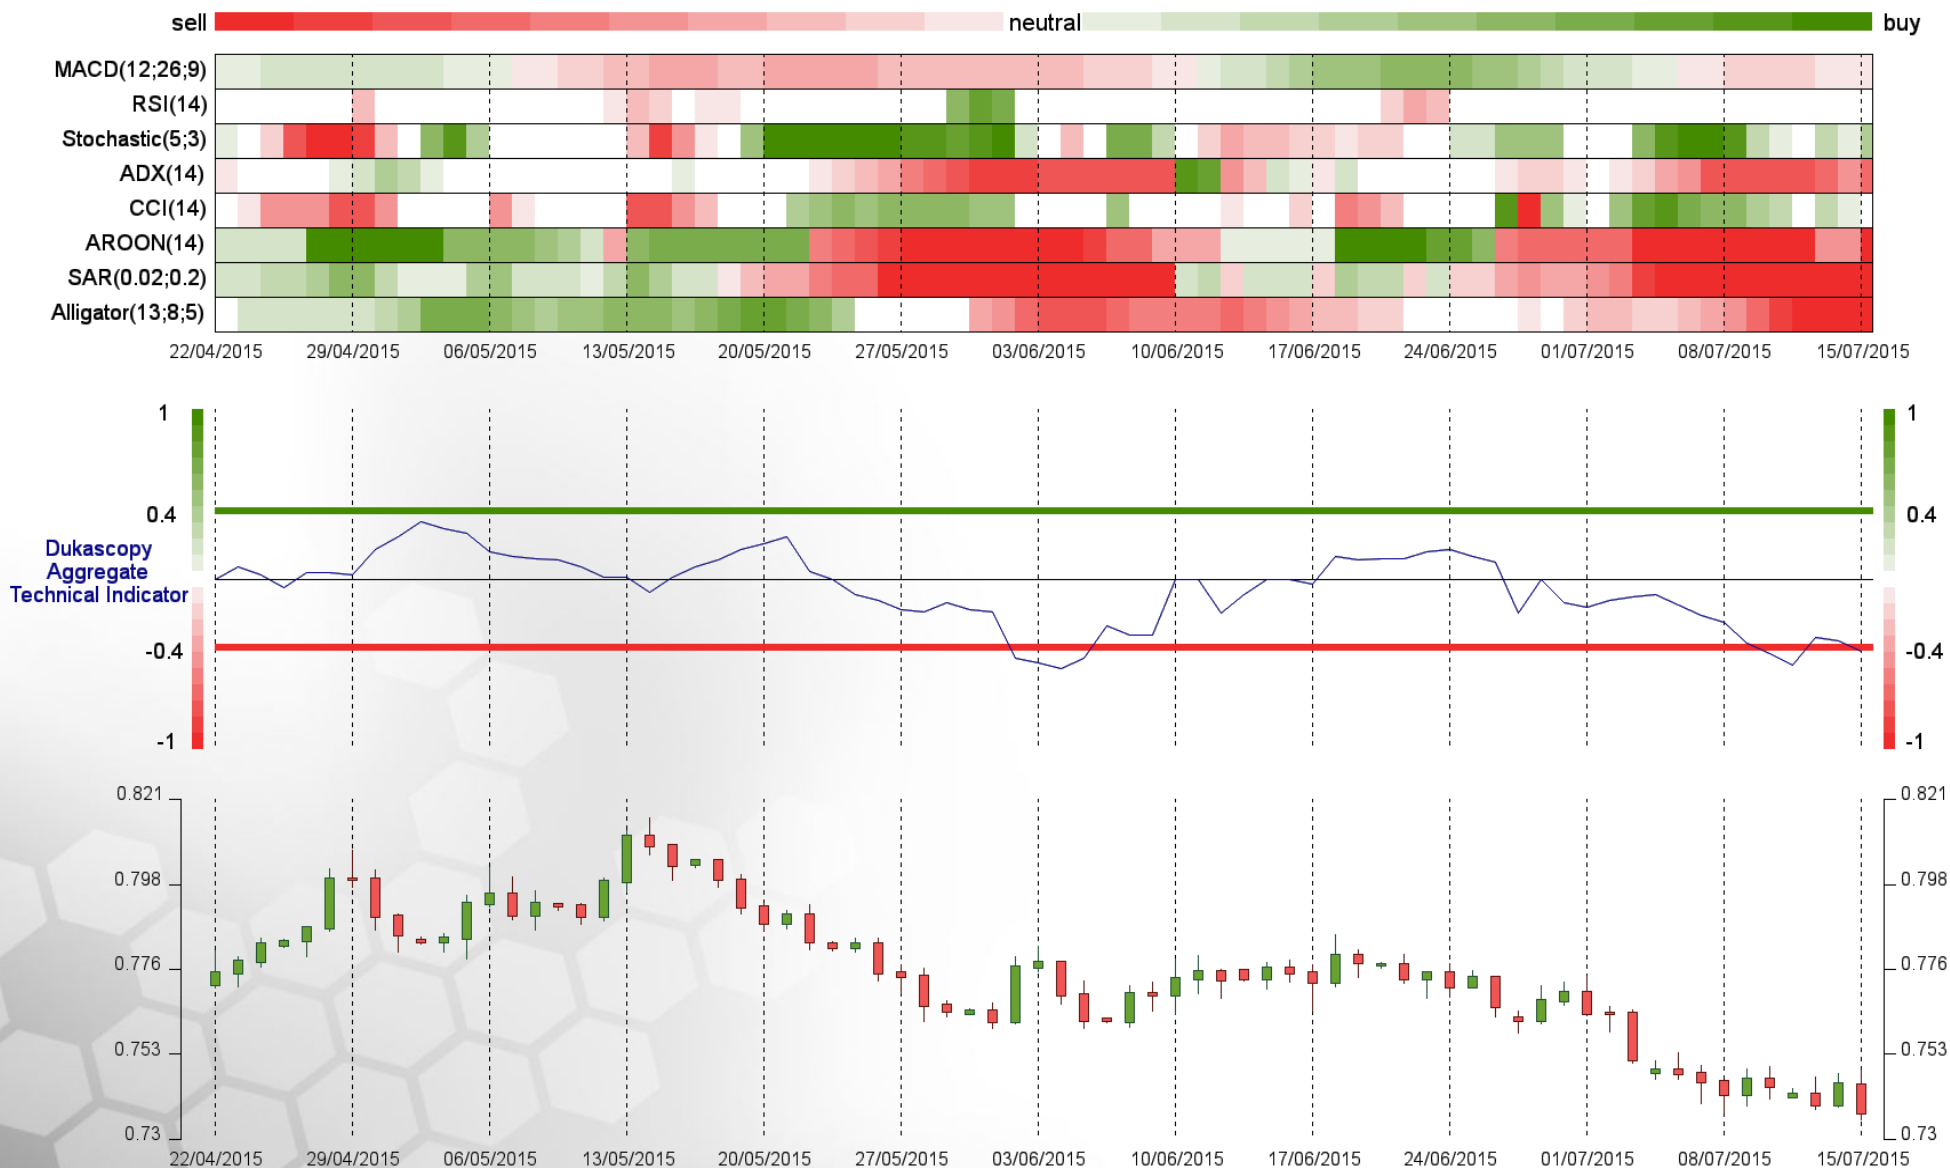 sell neutral buy
MACD(12;26;9)
RSI(14)
Stochastic(5;3)
ADX(14)
CCI(14)
AROON(14)
SAR(0.02;0.2)
Alligator(13;8;5)
22/04/2015 29/04/2015 06/05/2015 13/05/2015 20/05/2015 27/05/2015 03/06/2015 10/06/2015 17/06/2015 24/06/2015 01/07/2015 08/07/2015 15/07/2015
1 1
0.4 0.4
Dukascopy
Aggregate
Technical Indicator
-0.4 -0.4
-1 -1
0.821 0.821
0.798 0.798
0.776 0.776
0.753 0.753
0.73 0.73
22/04/2015 29/04/2015 06/05/2015 13/05/2015 20/05/2015 27/05/2015 03/06/2015 10/06/2015 17/06/2015 24/06/2015 01/07/2015 08/07/2015 15/07/2015